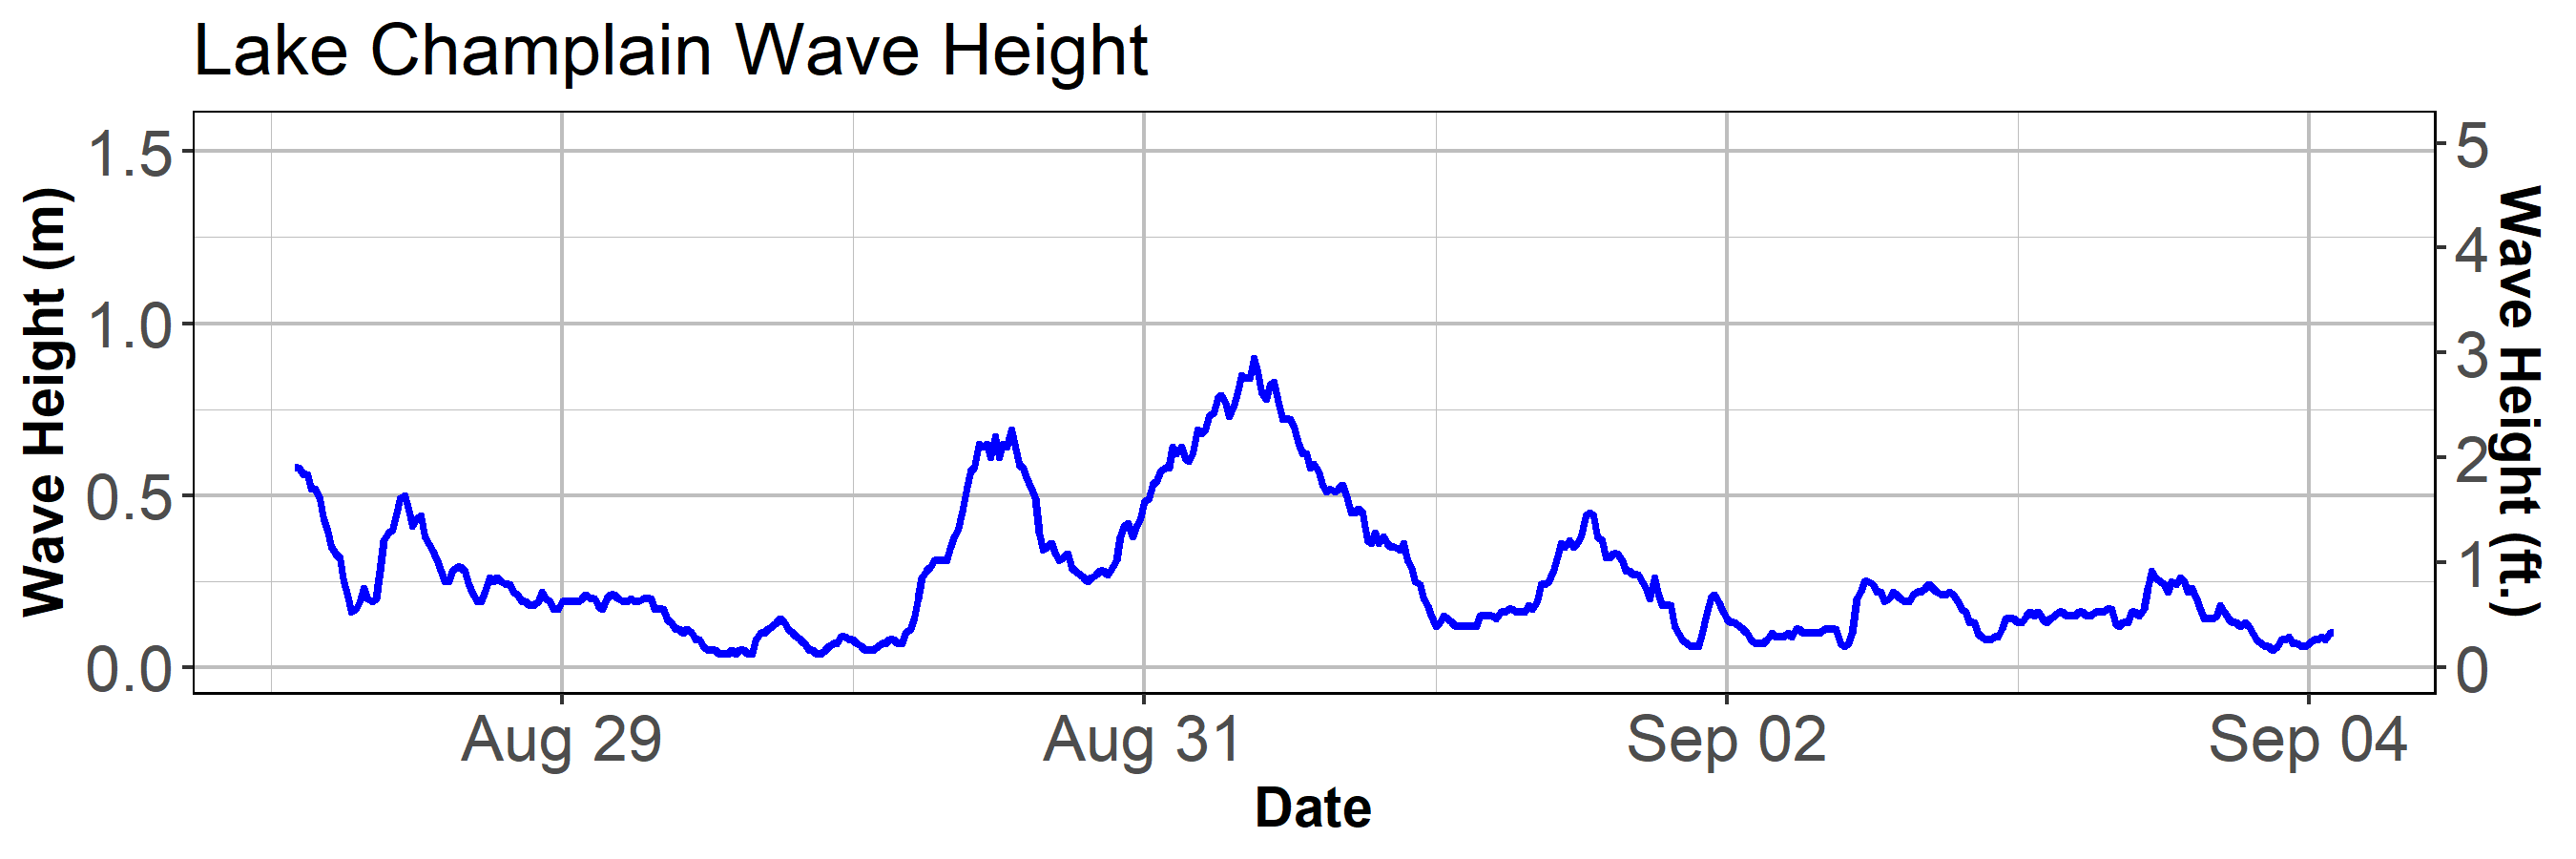 Lake Champlain Wave Height
Wave Height (m)
1.5
1.0
0.5
0.0
5
4
3
2
1
0
Wave Height (ft.)
Aug 29
Aug 31
Sep 02
Sep 04
Date